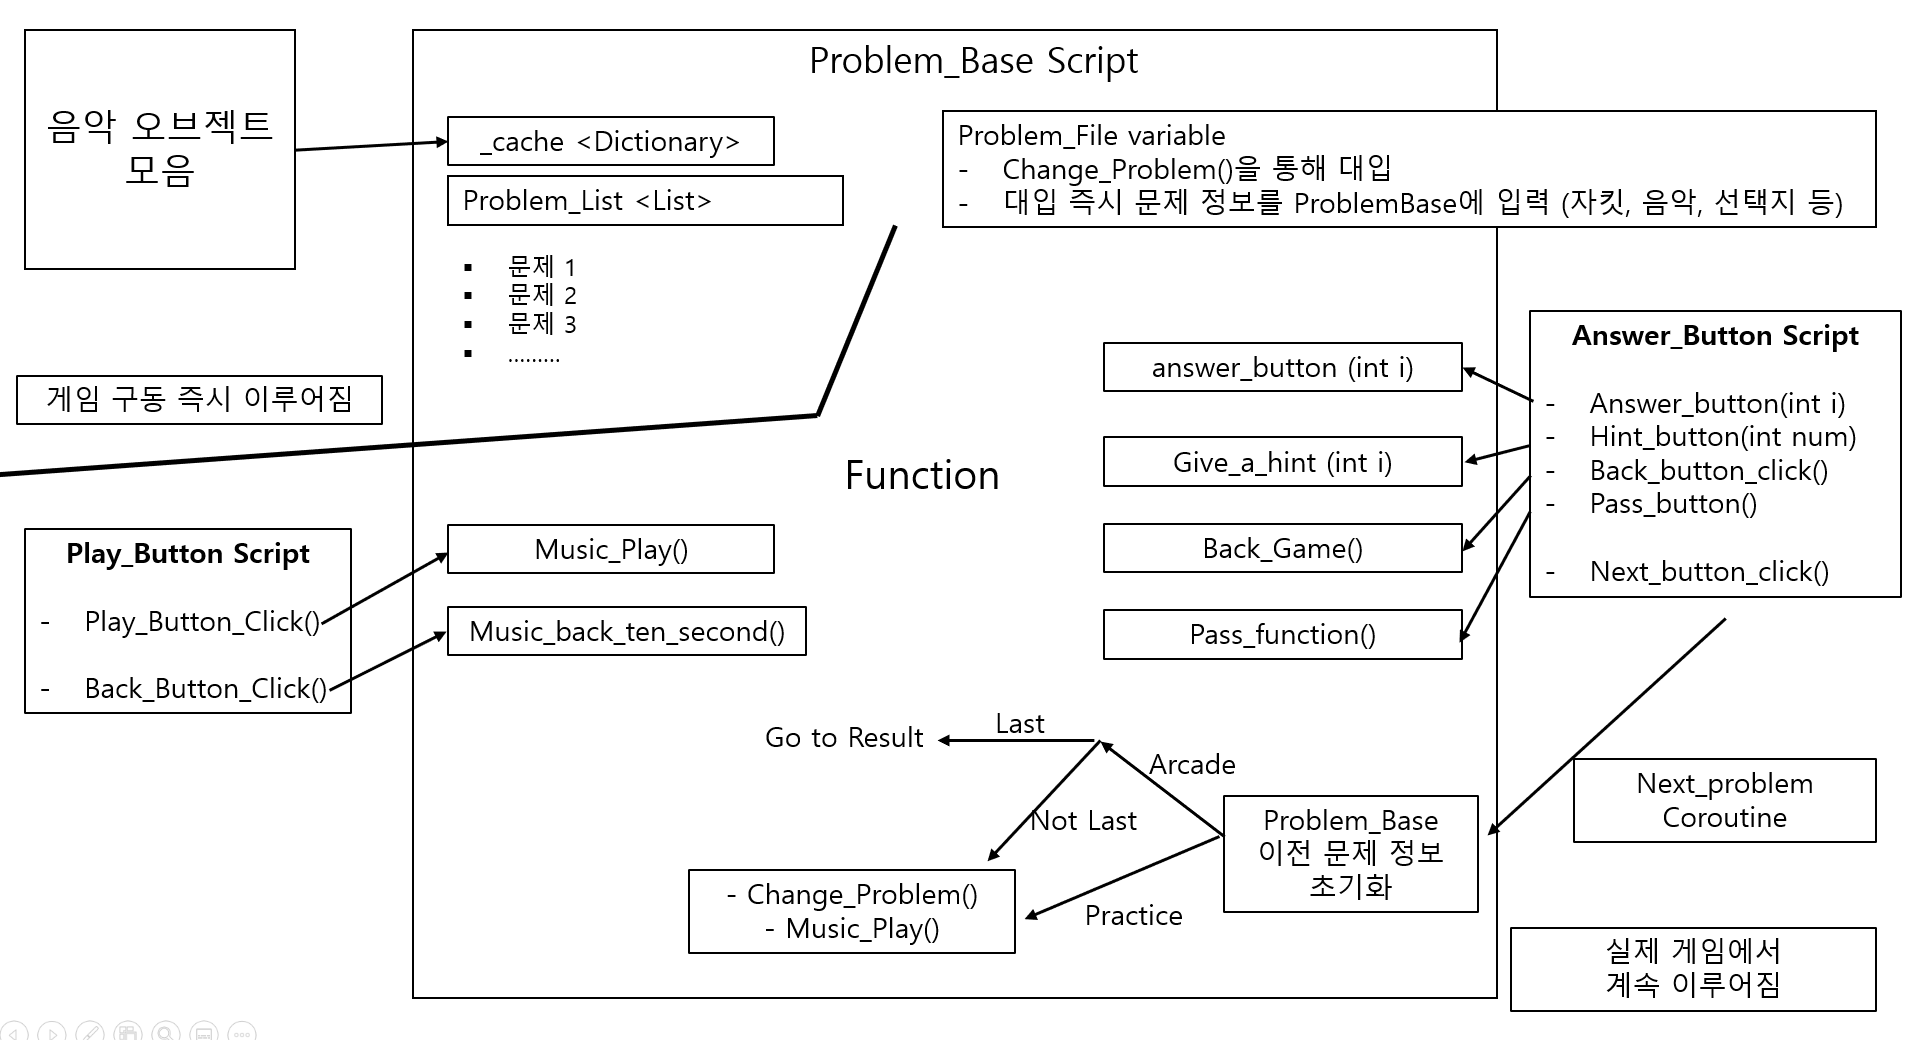 음악 오브젝트
모음
Problem_Base Script
_cache <Dictionary>
Problem_List <List>
▪ 문제 1
▪ 문제 2
▪ 문제 3
▪ ………
Problem_File variable
- Change_Problem()을 통해 대입
- 대입 즉시 문제 정보를 ProblemBase에 입력 (자킷, 음악, 선택지 등)
게임 구동 즉시 이루어짐
Function
Play_Button Script
- Play_Button_Click()
- Back_Button_Click()
Music_Play()
Music_back_ten_second()
answer_button (int i)
Give_a_hint (int i)
Back_Game()
Pass_function()
Answer_Button Script
- Answer_button(int i)
- Hint_button(int num)
- Back_button_click()
- Pass_button()
- Next_button_click()
Next_problem
Coroutine
Problem_Base
이전 문제 정보
초기화
Arcade
Last
Go to Result
Not Last
Practice
- Change_Problem()
- Music_Play()
실제 게임에서
계속 이루어짐